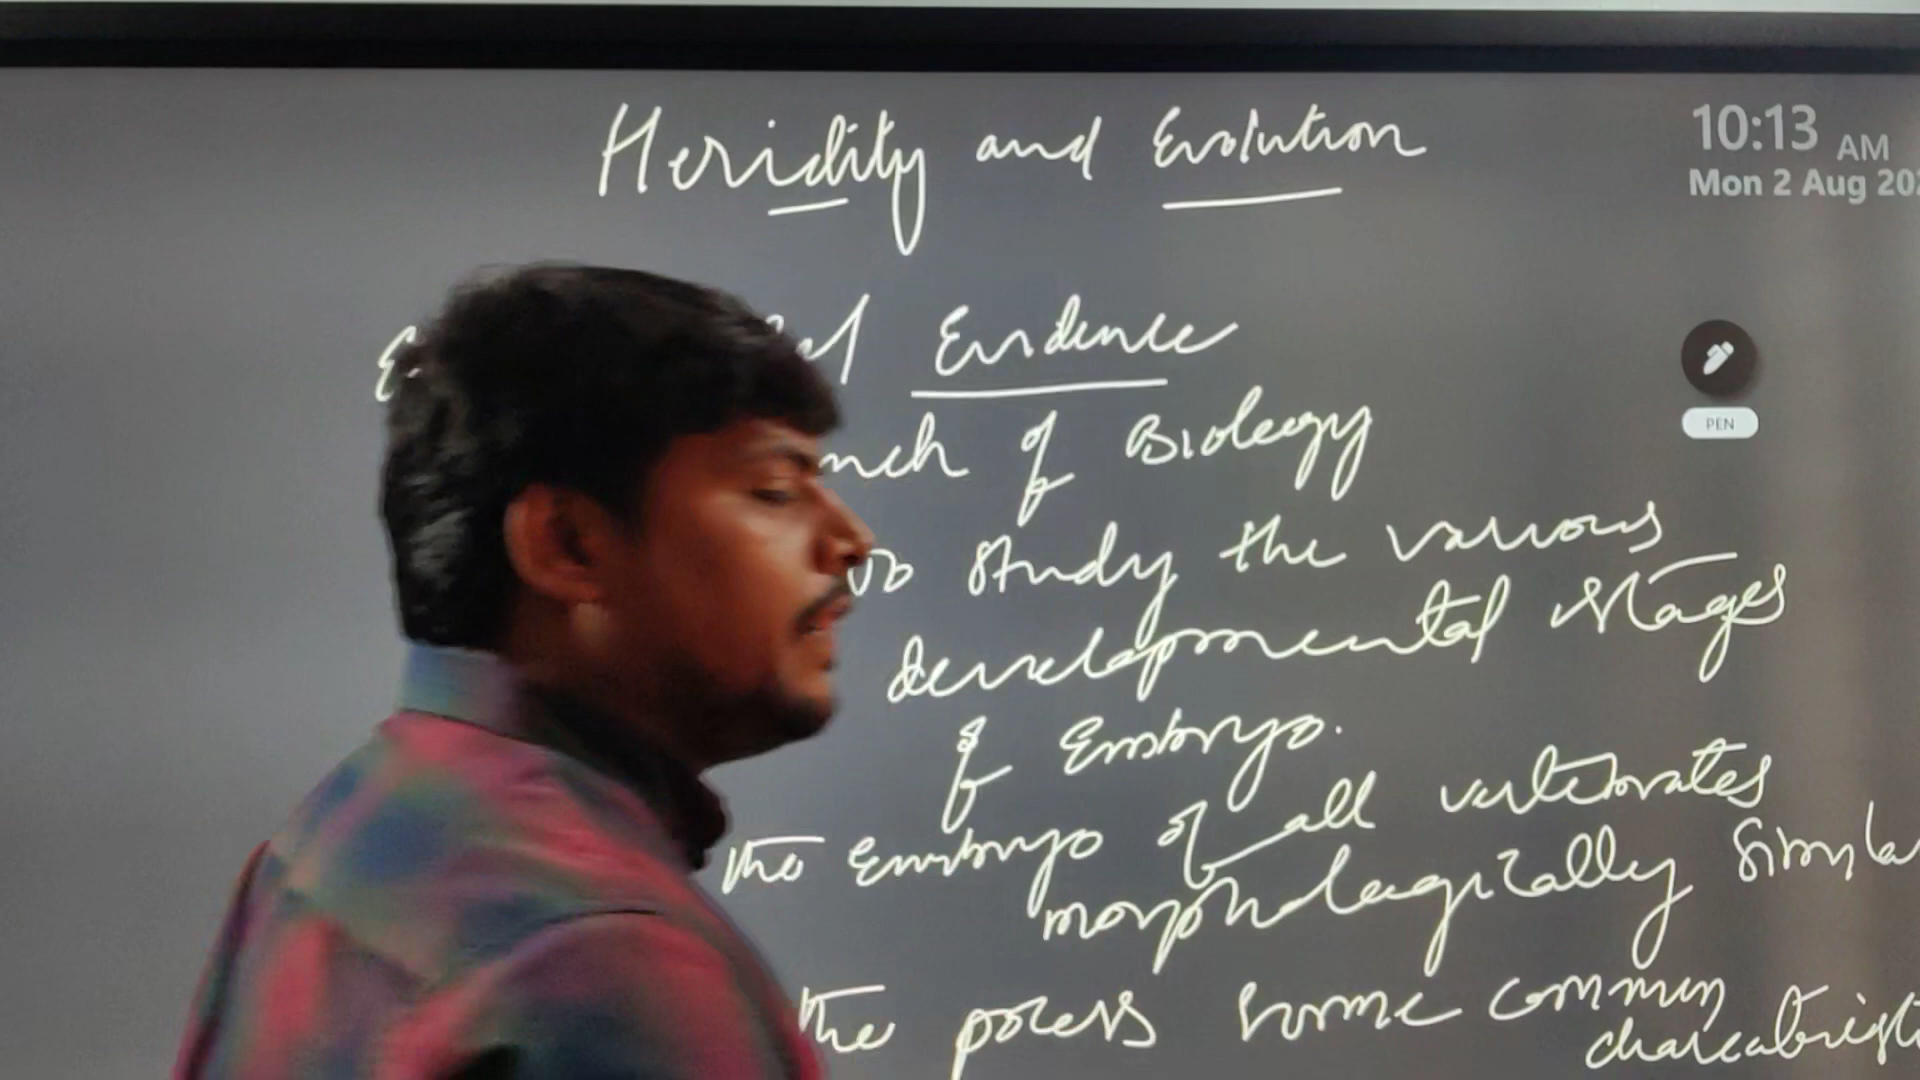 Heridity and Evolution
10:13 AM
Mon 2 Aug 202
Evidence
PEN
of Biology
study the various
developmental stages
of Embryo.
the Embryo of all vertebrates
morphologically Similar
the posess some common